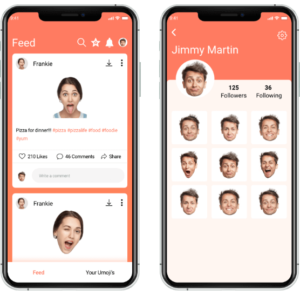 Feed
Frankie
Pizza for dinner!!! #pizza #pizzalife #food #foodie
#yum
210 Likes
46 Comments
Share
Write a comment
Frankie
Feed
Your Umoji's
Jimmy Martin
125
36
Followers
Following